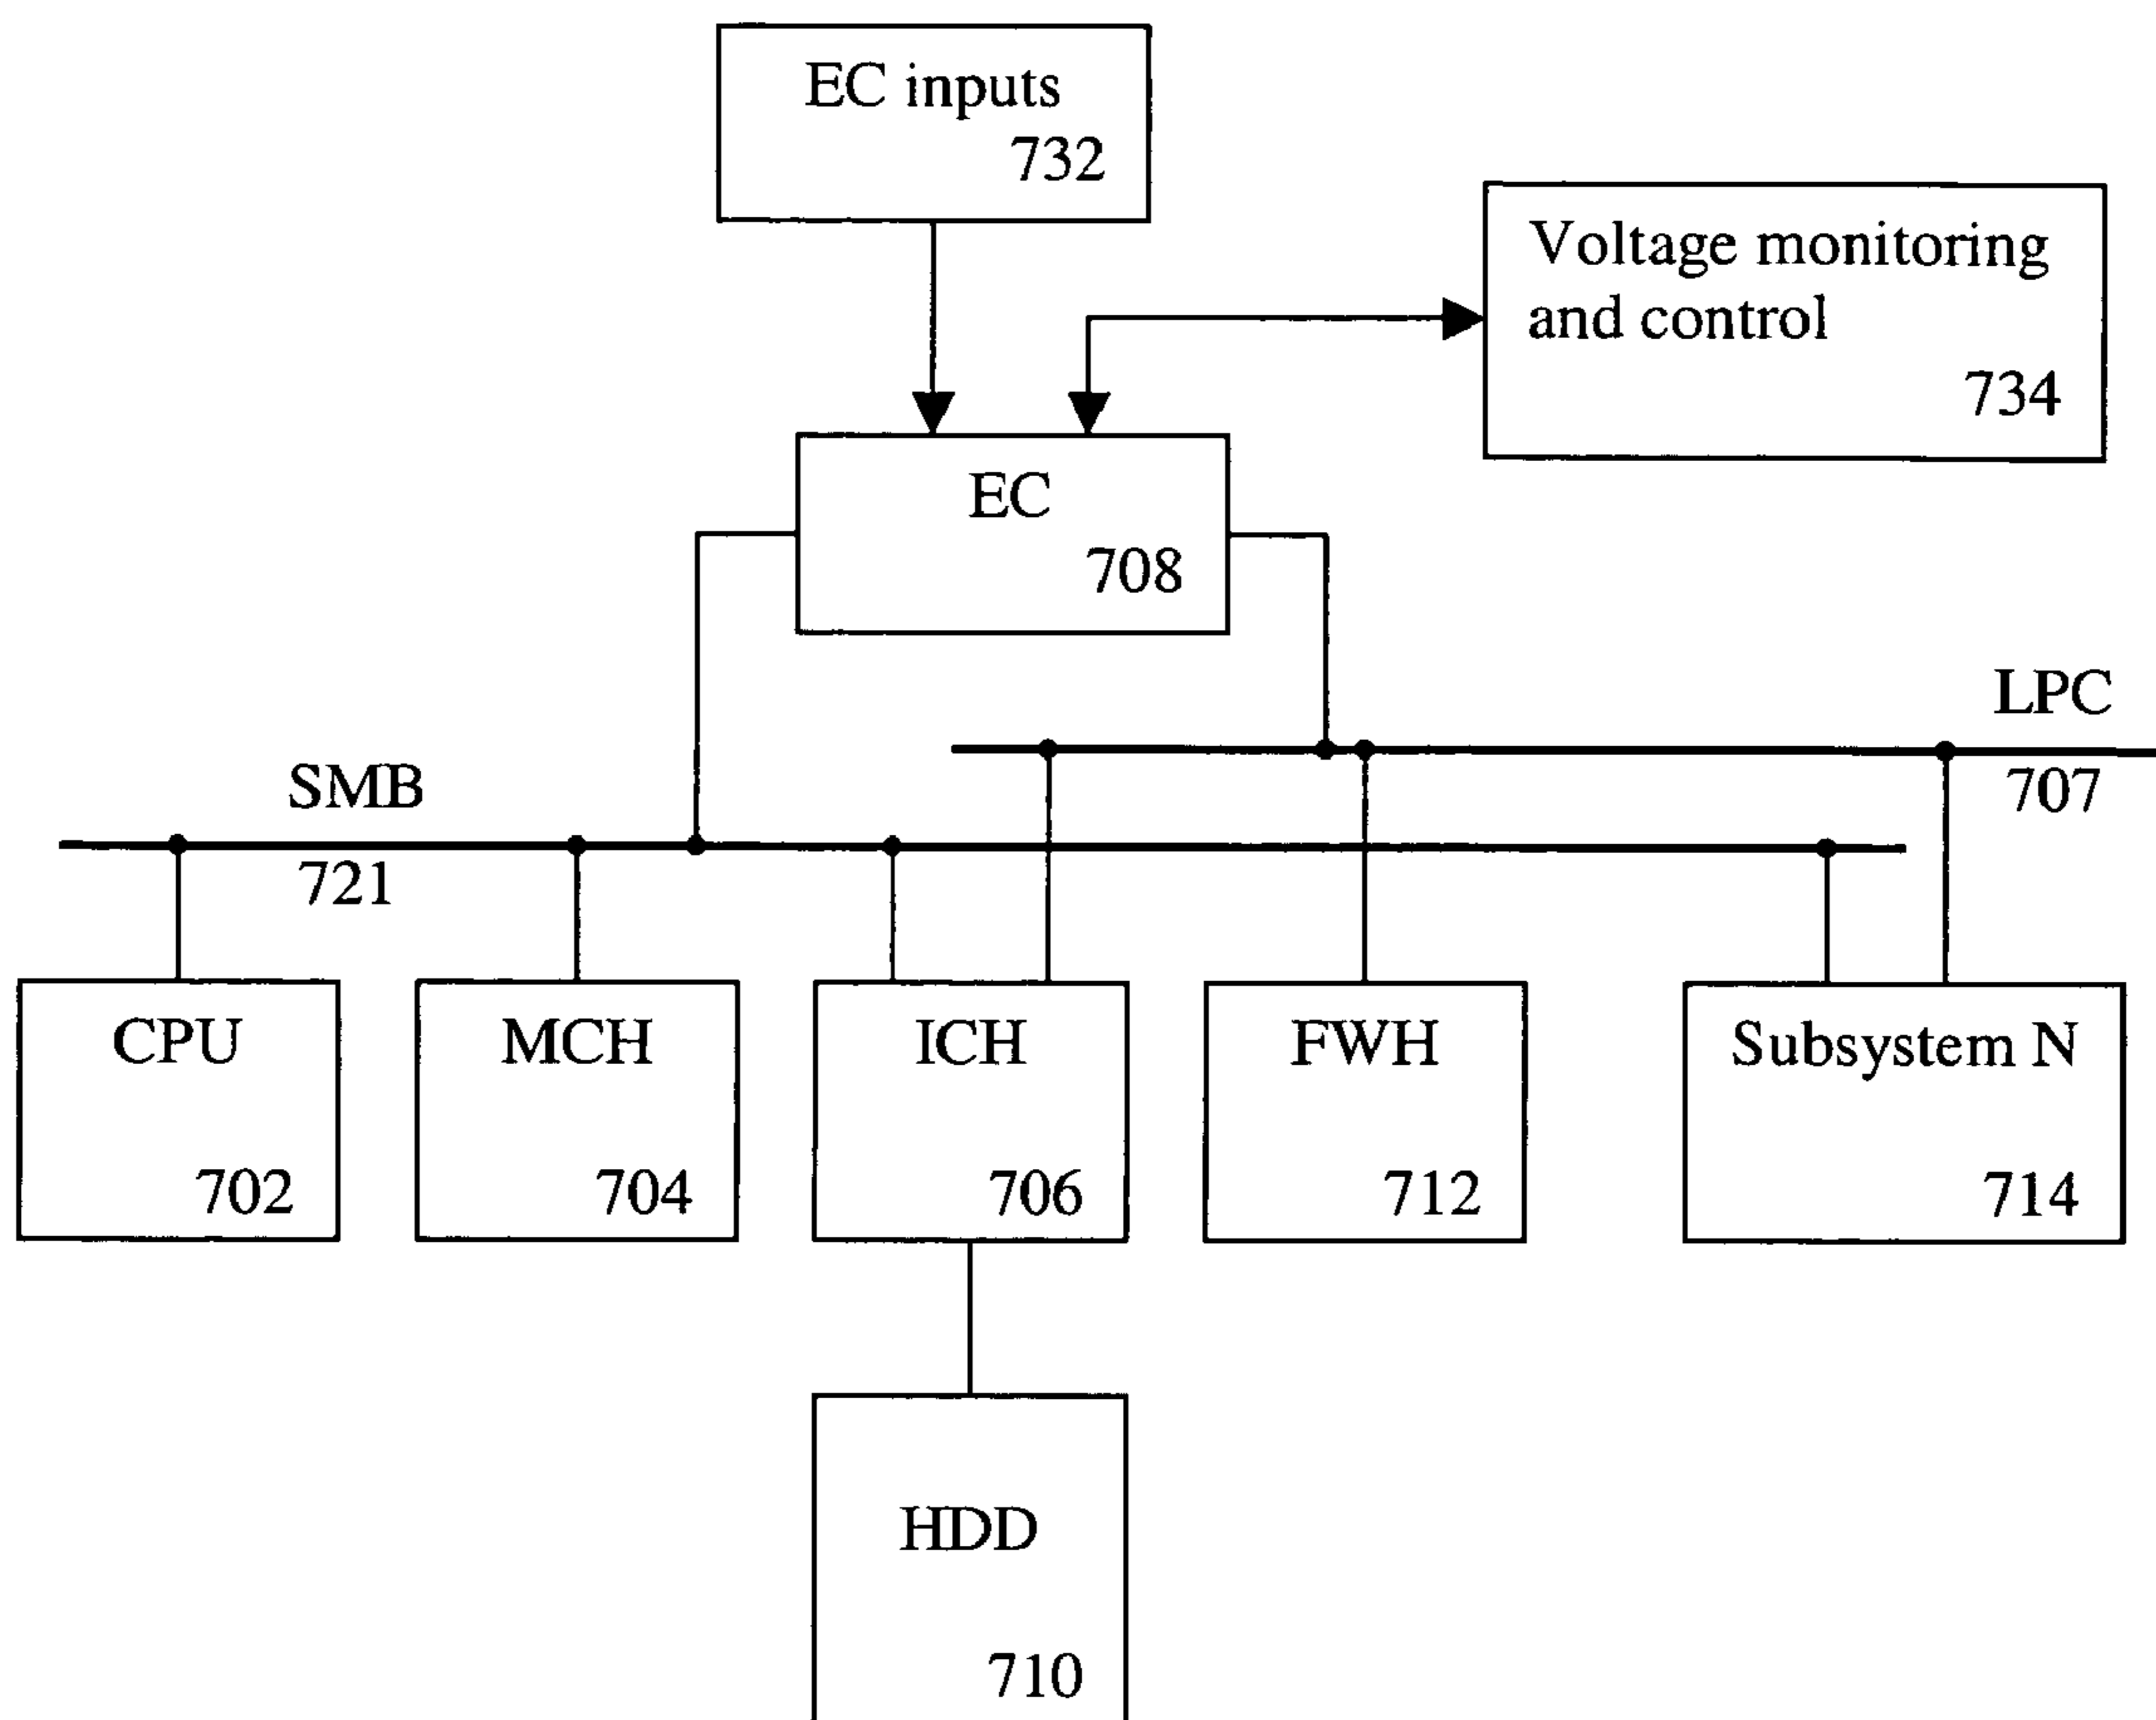 EC inputs
732
Voltage monitoring
and control
734
EC
708
LPC
707
SMB
721
CPU
702
MCH
704
ICH
706
FWH
712
Subsystem N
714
HDD
710